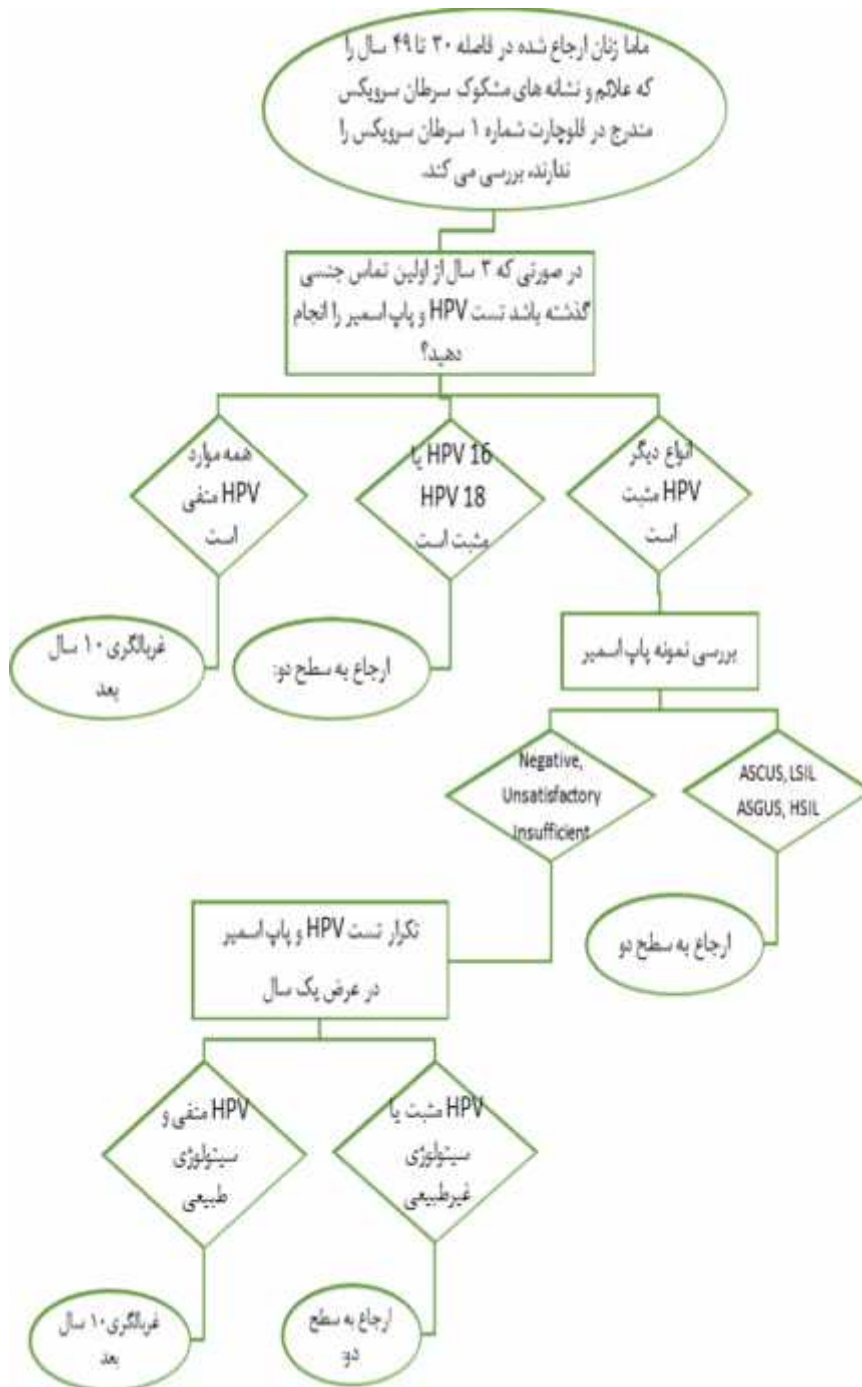 ماما زنان ارجاع شده در فاصله ۳۰ تا ۴۹ سال را
که علائم و نشانه های مشکوک سرطان سرویکس
مندرج در فلوچارت شماره ۱ سرطان سرویکس را
ندارند، بررسی می کند.
در صورتی که ۳ سال از اولین تماس جنسی
گذشته باشد تست HPV و پاپ اسمیر را انجام
دهید؟
انواع دیگر
HPV مثبت
است
HPV 16 یا
HPV 18
مثبت است
همه موارد
HPV منفی
است
بررسی نمونه پاپ اسمیر
ارجاع به سطح دو:
غربالگری ۱۰ سال
بعد
ASCUS, LSIL
ASGUS, HSIL
Negative,
Unsatisfactory
Insufficient
ارجاع به سطح دو
تکرار تست HPV و پاپ اسمیر
در عرض یک سال
HPV مثبت یا
سیتولوژی
غیرطبیعی
HPV منفی و
سیتولوژی
طبیعی
ارجاع به سطح
دو:
غربالگری۱۰ سال
بعد